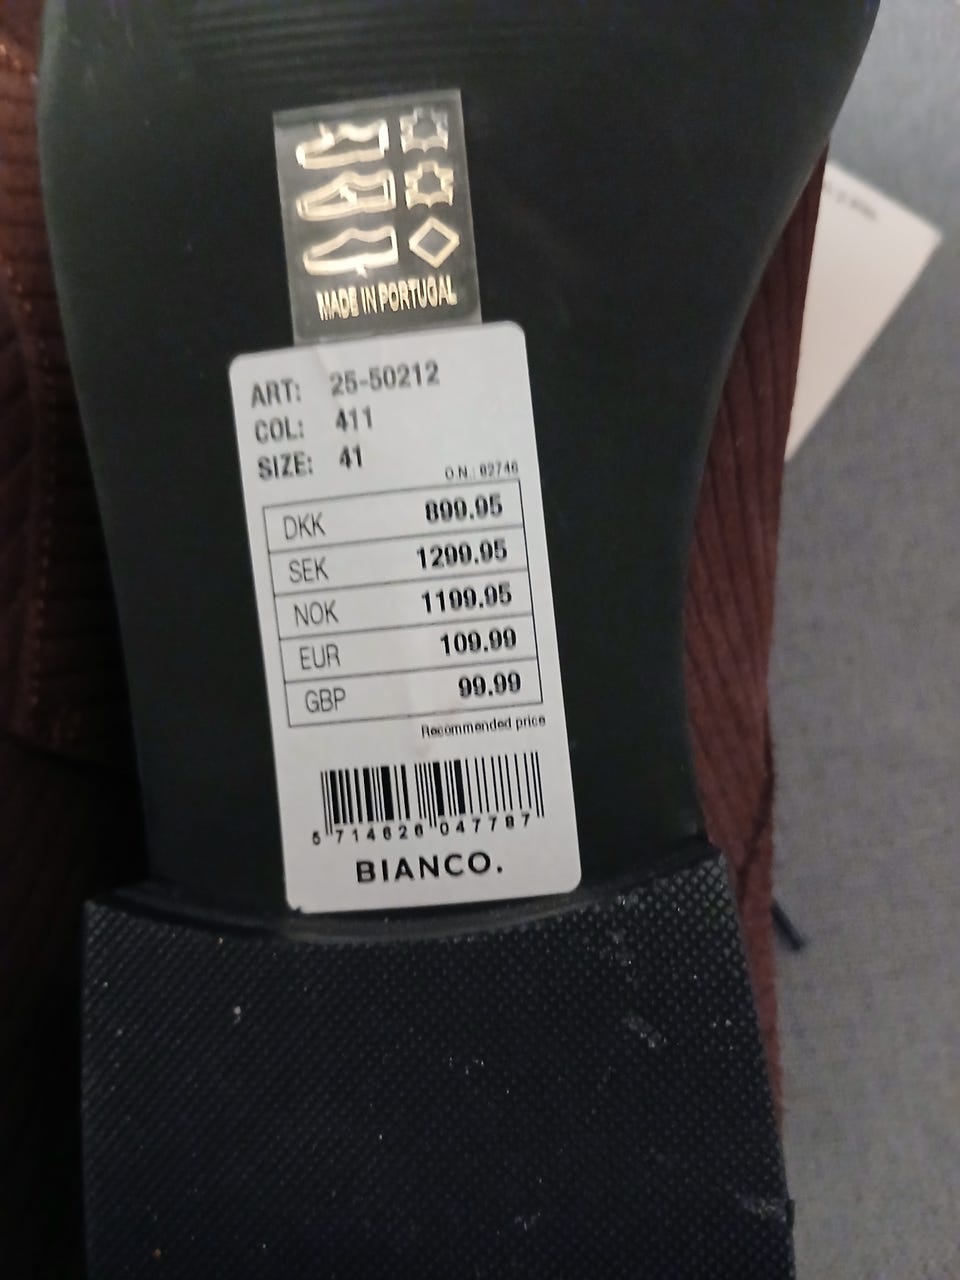 MADE IN PORTUGAL
ART: 25-50212
COL: 411
SIZE: 41
O.N.: 62746
DKK 899.95
SEK 1299.95
NOK 1199.95
EUR 109.99
GBP 99.99
Recommended price
5 714626 047787
BIANCO.